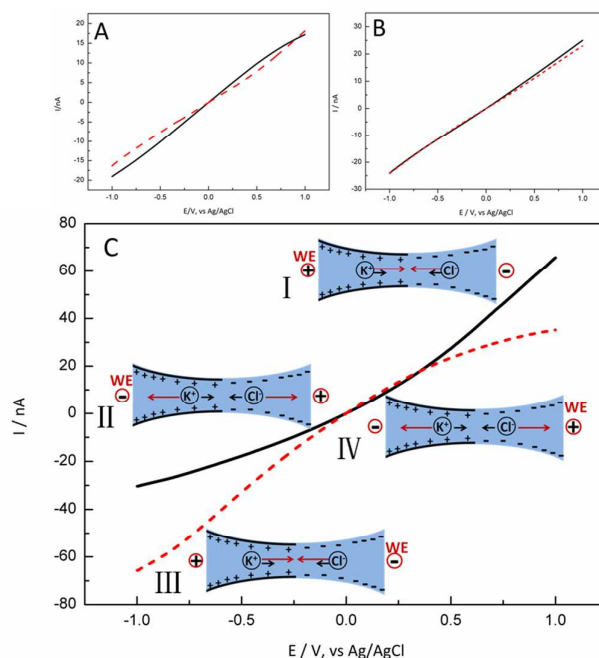 A
20
15
10
5
0
-5
-10
-15
-20
I/nA
-1.0
-0.5
0.0
0.5
1.0
E/V, vs Ag/AgCl
B
30
20
10
0
-10
-20
-30
I / nA
-1.0
-0.5
0.0
0.5
1.0
E / V, vs Ag/AgCl
C
80
60
40
20
0
-20
-40
-60
-80
I / nA
-1.0
-0.5
0.0
0.5
1.0
E / V, vs Ag/AgCl
WE
+
K⁺
Cl⁻
-
I
WE
-
K⁺
Cl⁻
+
II
WE
-
K⁺
Cl⁻
+
IV
WE
+
K⁺
Cl⁻
-
III